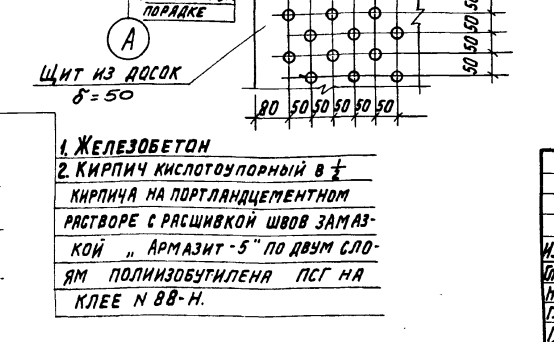 ПОРЯДКЕ
А
ЩИТ ИЗ ДОСОК
δ=50
50
50
50
80 50 50 50 50 50
1. ЖЕЛЕЗОБЕТОН
2. КИРПИЧ КИСЛОТОУПОРНЫЙ В 1/2
КИРПИЧА НА ПОРТЛАНДЦЕМЕНТНОМ
РАСТВОРЕ С РАСШИВКОЙ ШВОВ ЗАМАЗ-
КОЙ „ АРМАЗИТ -5" ПО ДВУМ СЛО-
ЯМ ПОЛИИЗОБУТИЛЕНА ПСГ НА
КЛЕЕ N 88-Н.